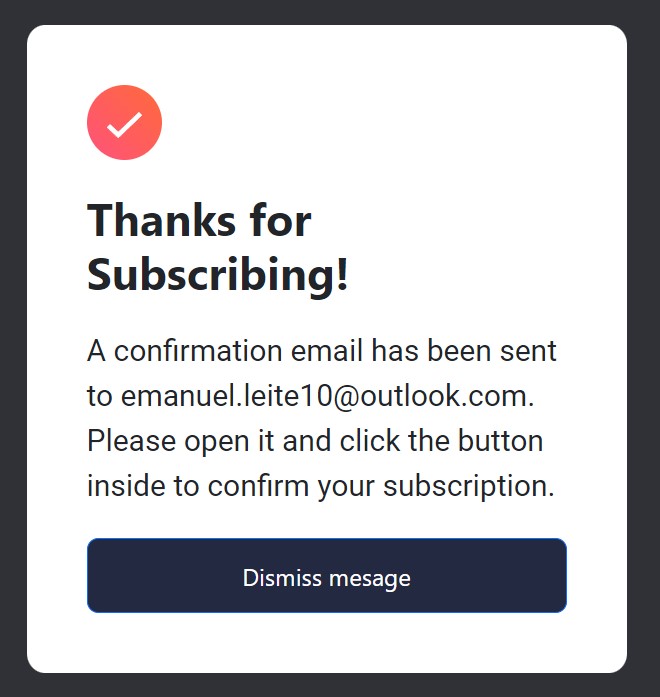 Thanks for
Subscribing!
A confirmation email has been sent
to emanuel.leite10@outlook.com.
Please open it and click the button
inside to confirm your subscription.
Dismiss mesage